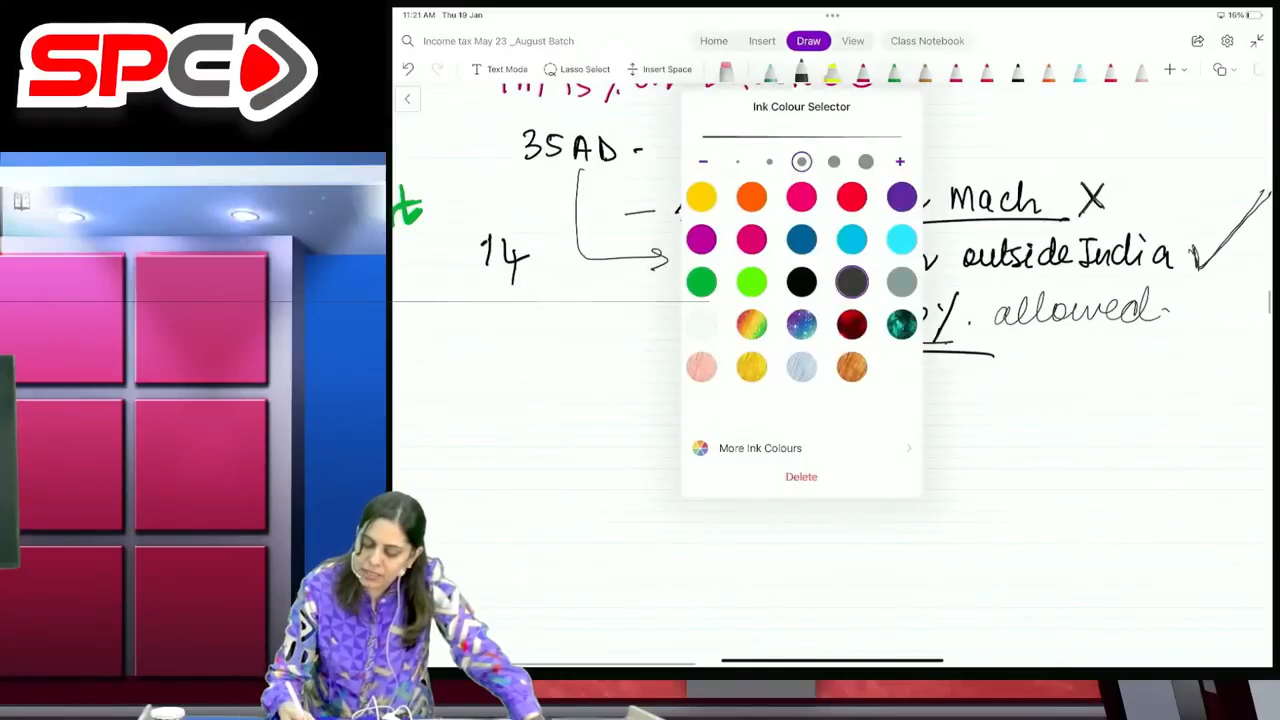 SPC
11:21 AM Thu 19 Jan
16%
Income tax May 23 _August Batch
Home Insert Draw View Class Notebook
Text Mode Lasso Select Insert Space
Ink Colour Selector
35AD -
Mach X
14
outside India ✓
%. allowed.
More Ink Colours
Delete